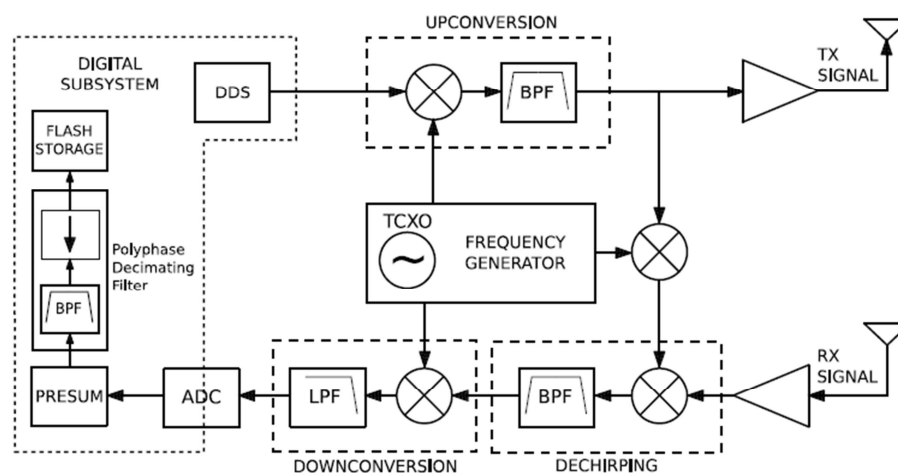 UPCONVERSION
DIGITAL
SUBSYSTEM
DDS
BPF
TX
SIGNAL
FLASH
STORAGE
TCXO
~
FREQUENCY
GENERATOR
Polyphase
Decimating
Filter
BPF
RX
SIGNAL
PRESUM
ADC
LPF
BPF
DOWNCONVERSION
DECHIRPING